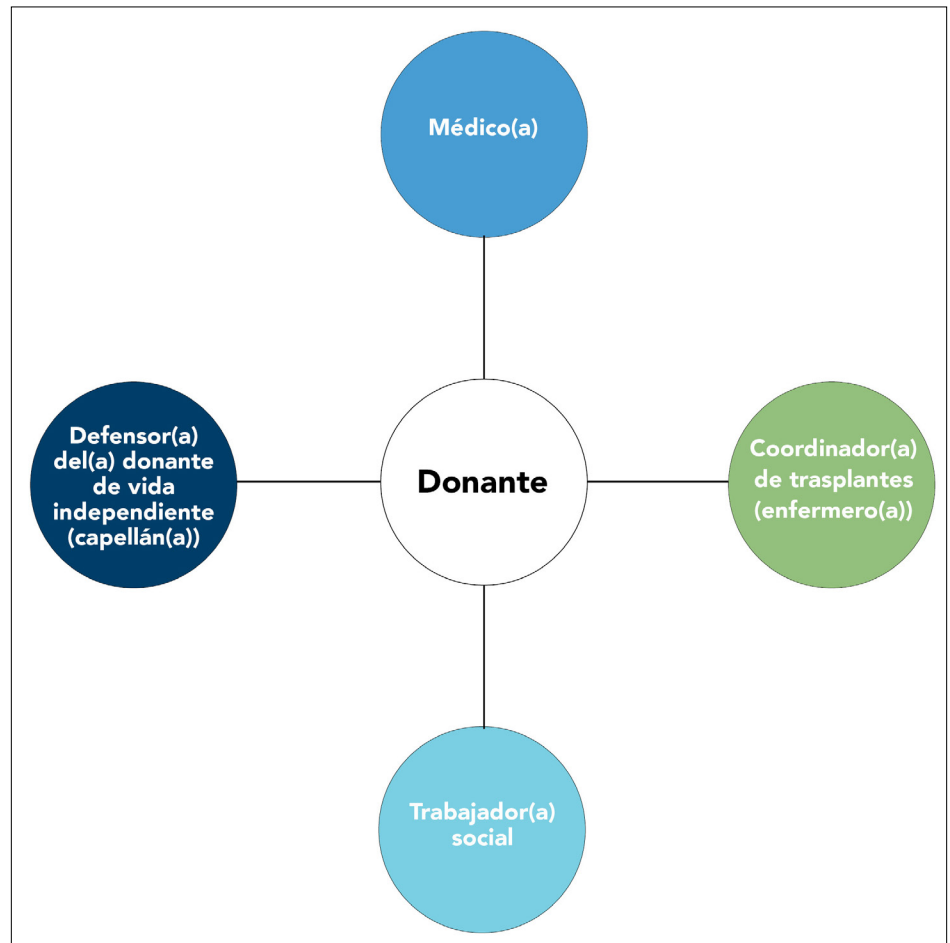 Médico(a)
Defensor(a)
del(a) donante
de vida
independiente
(capellán(a))
Donante
Coordinador(a)
de trasplantes
(enfermero(a))
Trabajador(a)
social